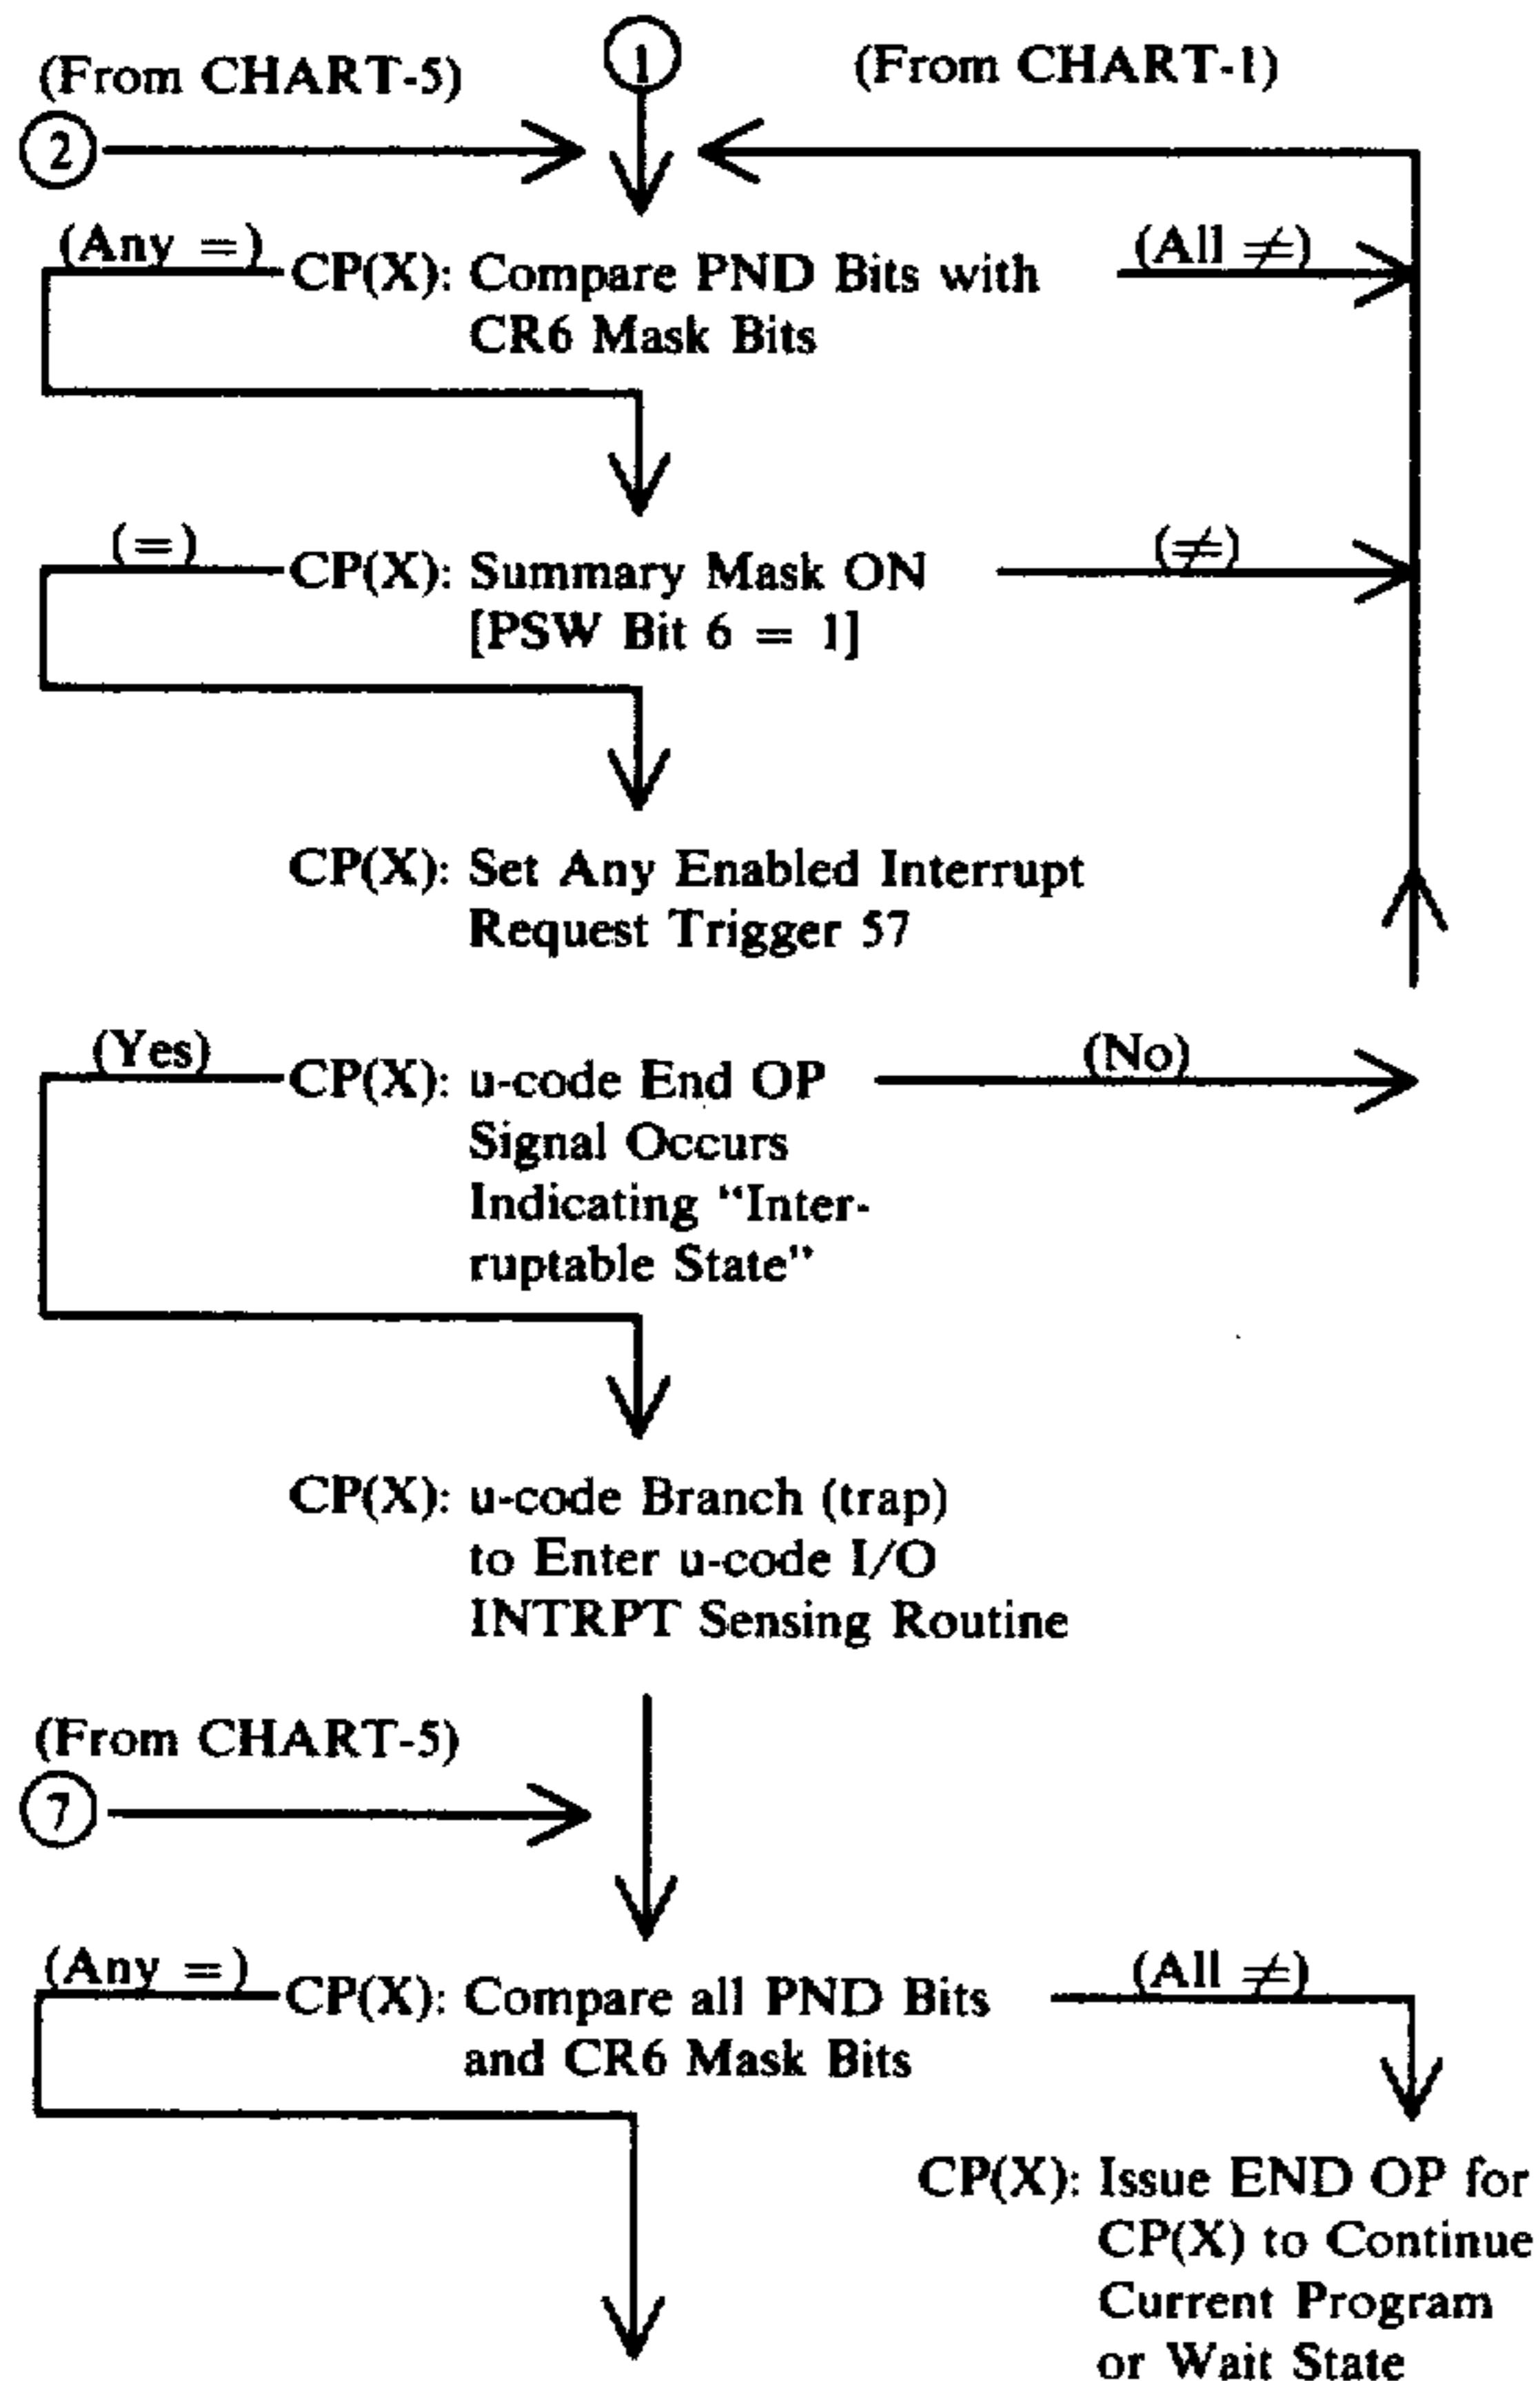 1
(From CHART-5)
(From CHART-1)
2
(Any =)
CP(X): Compare PND Bits with
(All ≠)
CR6 Mask Bits
(=)
CP(X): Summary Mask ON
(≠)
[PSW Bit 6 = 1]
CP(X): Set Any Enabled Interrupt
Request Trigger 57
(Yes)
CP(X): u-code End OP
(No)
Signal Occurs
Indicating “Inter-
ruptable State”
CP(X): u-code Branch (trap)
to Enter u-code I/O
INTRPT Sensing Routine
(From CHART-5)
7
(Any =)
CP(X): Compare all PND Bits
(All ≠)
and CR6 Mask Bits
CP(X): Issue END OP for
CP(X) to Continue
Current Program
or Wait State